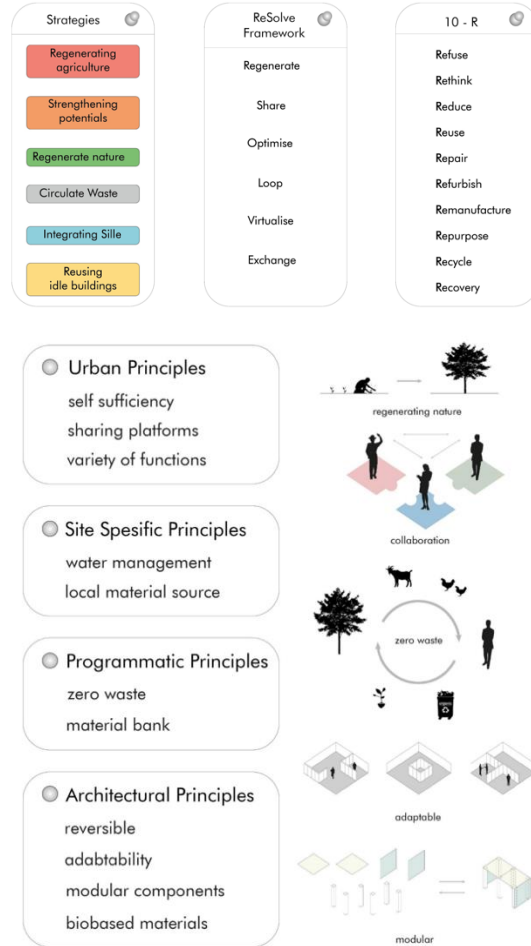 Strategies
Regenerating
agriculture
Strengthening
potentials
Regenerate nature
Circulate Waste
Integrating Sille
Reusing
idle buildings
ReSolve
Framework
Regenerate
Share
Optimise
Loop
Virtualise
Exchange
10 - R
Refuse
Rethink
Reduce
Reuse
Repair
Refurbish
Remanufacture
Repurpose
Recycle
Recovery
Urban Principles
self sufficiency
sharing platforms
variety of functions
regenerating nature
collaboration
Site Spesific Principles
water management
local material source
Programmatic Principles
zero waste
material bank
zero waste
organic
Architectural Principles
reversible
adabtability
modular components
biobased materials
adaptable
modular